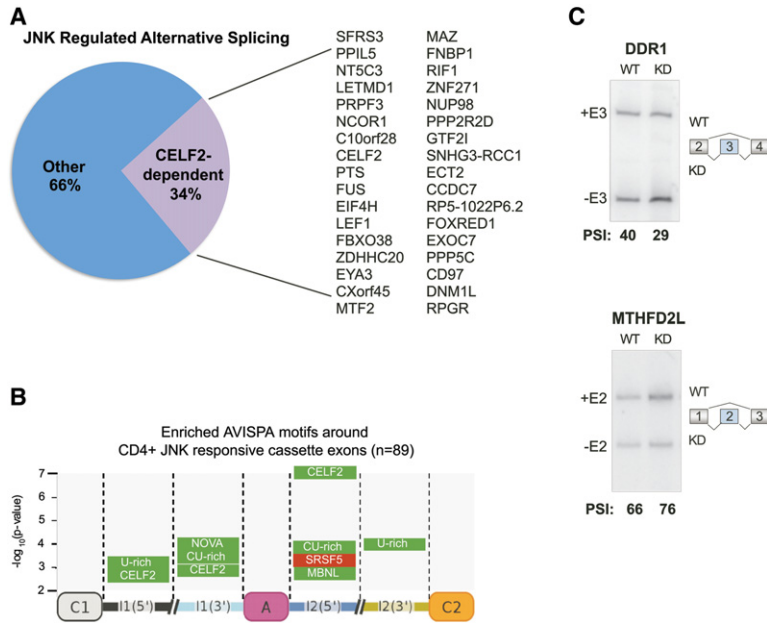 A
JNK Regulated Alternative Splicing
Other
66%
CELF2-
dependent
34%
SFRS3
PPIL5
NT5C3
LETMD1
PRPF3
NCOR1
C10orf28
CELF2
PTS
FUS
EIF4H
LEF1
FBXO38
ZDHHC20
EYA3
CXorf45
MTF2
MAZ
FNBP1
RIF1
ZNF271
NUP98
PPP2R2D
GTF2I
SNHG3-RCC1
ECT2
CCDC7
RP5-1022P6.2
FOXRED1
EXOC7
PPP5C
CD97
DNM1L
RPGR
B
Enriched AVISPA motifs around
CD4+ JNK responsive cassette exons (n=89)
-log10(p-value)
7
6
5
4
3
2
U-rich
CELF2
NOVA
CU-rich
CELF2
CELF2
CU-rich
SRSF5
MBNL
U-rich
C1
I1(5')
I1(3')
A
I2(5')
I2(3')
C2
C
DDR1
WT KD
+E3
-E3
PSI: 40 29
WT
2 3 4
KD
MTHFD2L
WT KD
+E2
-E2
PSI: 66 76
WT
1 2 3
KD